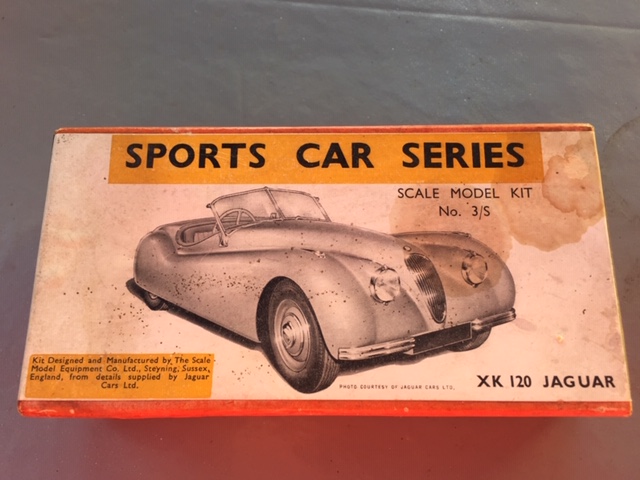 SPORTS CAR SERIES
SCALE MODEL KIT
No. 3/S
Kit Designed and Manufactured by The Scale
Model Equipment Co. Ltd., Steyning, Sussex,
England, from details supplied by Jaguar
Cars Ltd.
PHOTO COURTESY OF JAGUAR CARS LTD.
XK 120 JAGUAR